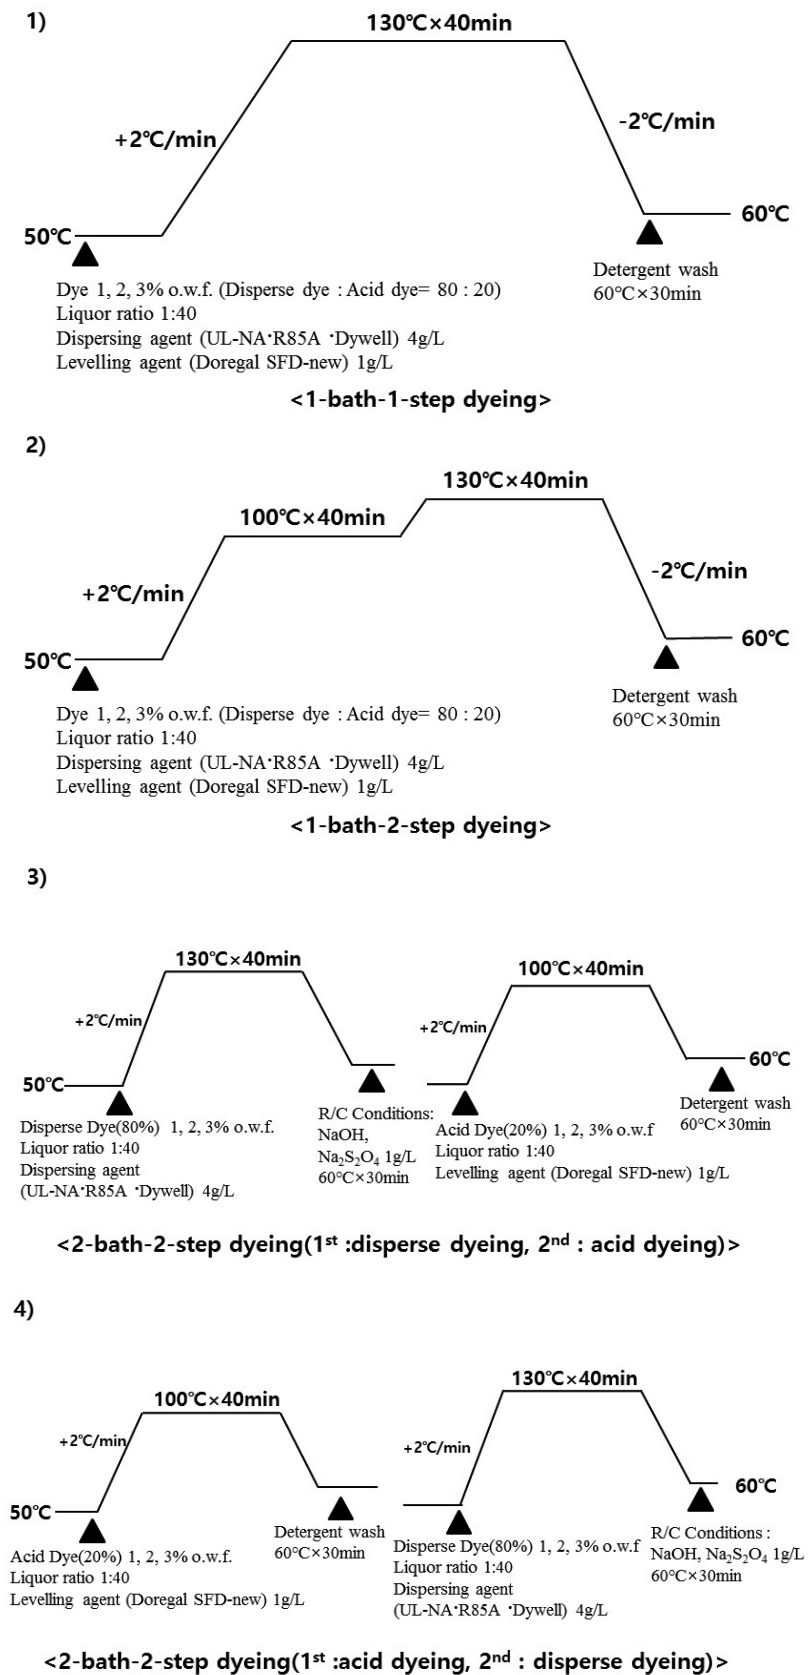 1)
130℃×40min
+2℃/min
-2℃/min
50℃
60℃
Dye 1, 2, 3% o.w.f. (Disperse dye : Acid dye= 80 : 20)
Liquor ratio 1:40
Dispersing agent (UL-NA·R85A ·Dywell) 4g/L
Levelling agent (Doregal SFD-new) 1g/L
Detergent wash
60℃×30min
<1-bath-1-step dyeing>
2)
100℃×40min
130℃×40min
+2℃/min
-2℃/min
50℃
60℃
Dye 1, 2, 3% o.w.f. (Disperse dye : Acid dye= 80 : 20)
Liquor ratio 1:40
Dispersing agent (UL-NA·R85A ·Dywell) 4g/L
Levelling agent (Doregal SFD-new) 1g/L
Detergent wash
60℃×30min
<1-bath-2-step dyeing>
3)
130℃×40min
+2℃/min
50℃
Disperse Dye(80%) 1, 2, 3% o.w.f.
Liquor ratio 1:40
Dispersing agent
(UL-NA·R85A ·Dywell) 4g/L
R/C Conditions:
NaOH,
Na₂S₂O₄ 1g/L
60℃×30min
100℃×40min
+2℃/min
60℃
Acid Dye(20%) 1, 2, 3% o.w.f
Liquor ratio 1:40
Levelling agent (Doregal SFD-new) 1g/L
Detergent wash
60℃×30min
<2-bath-2-step dyeing(1st :disperse dyeing, 2nd : acid dyeing)>
4)
100℃×40min
+2℃/min
50℃
Acid Dye(20%) 1, 2, 3% o.w.f.
Liquor ratio 1:40
Levelling agent (Doregal SFD-new) 1g/L
Detergent wash
60℃×30min
130℃×40min
+2℃/min
60℃
Disperse Dye(80%) 1, 2, 3% o.w.f
Liquor ratio 1:40
Dispersing agent
(UL-NA·R85A ·Dywell) 4g/L
R/C Conditions :
NaOH, Na₂S₂O₄ 1g/L
60℃×30min
<2-bath-2-step dyeing(1st :acid dyeing, 2nd : disperse dyeing)>